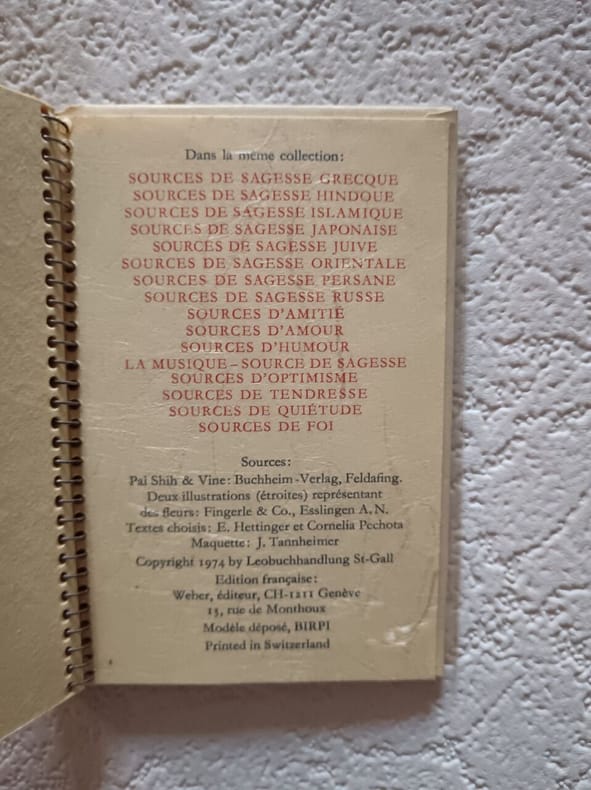 Dans la même collection:
SOURCES DE SAGESSE GRECQUE
SOURCES DE SAGESSE HINDOUE
SOURCES DE SAGESSE ISLAMIQUE
SOURCES DE SAGESSE JAPONAISE
SOURCES DE SAGESSE JUIVE
SOURCES DE SAGESSE ORIENTALE
SOURCES DE SAGESSE PERSANE
SOURCES DE SAGESSE RUSSE
SOURCES D'AMITIÉ
SOURCES D'AMOUR
SOURCES D'HUMOUR
LA MUSIQUE – SOURCE DE SAGESSE
SOURCES D'OPTIMISME
SOURCES DE TENDRESSE
SOURCES DE QUIÉTUDE
SOURCES DE FOI
Sources:
Paï Shih & Vine: Buchheim-Verlag, Feldafing.
Deux illustrations (étroites) représentant
des fleurs: Fingerle & Co., Esslingen A. N.
Textes choisis: E. Hettinger et Cornelia Pechota
Maquette: J. Tannheimer
Copyright 1974 by Leobuchhandlung St-Gall
Edition française:
Weber, éditeur, CH-1211 Genève
15, rue de Monthoux
Modèle déposé, BIRPI
Printed in Switzerland